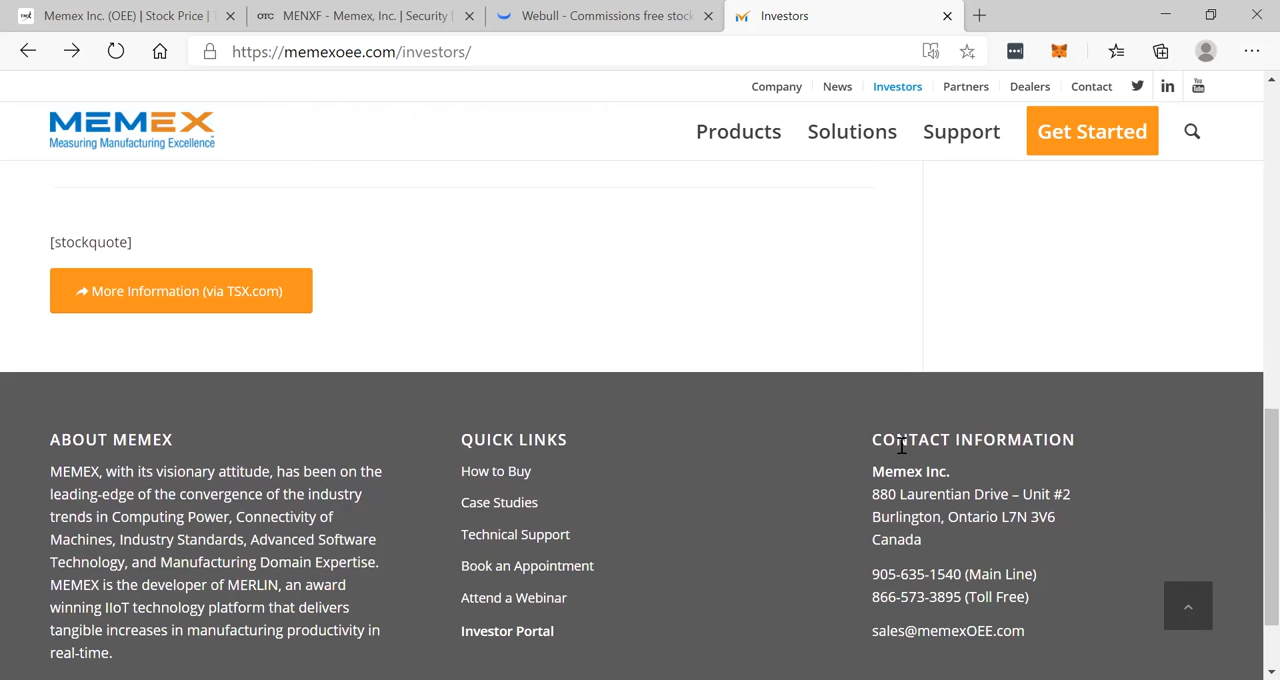 Memex Inc. (OEE) | Stock Price |
OTC MENXF - Memex, Inc. | Security |
Webull - Commissions free stock
Investors
https://memexoee.com/investors/
Company News Investors Partners Dealers Contact in You Tube
MEMEX
Measuring Manufacturing Excellence
Products Solutions Support Get Started
[stockquote]
More Information (via TSX.com)
ABOUT MEMEX
MEMEX, with its visionary attitude, has been on the
leading-edge of the convergence of the industry
trends in Computing Power, Connectivity of
Machines, Industry Standards, Advanced Software
Technology, and Manufacturing Domain Expertise.
MEMEX is the developer of MERLIN, an award
winning IIoT technology platform that delivers
tangible increases in manufacturing productivity in
real-time.
QUICK LINKS
How to Buy
Case Studies
Technical Support
Book an Appointment
Attend a Webinar
Investor Portal
CONTACT INFORMATION
Memex Inc.
880 Laurentian Drive – Unit #2
Burlington, Ontario L7N 3V6
Canada
905-635-1540 (Main Line)
866-573-3895 (Toll Free)
sales@memexOEE.com